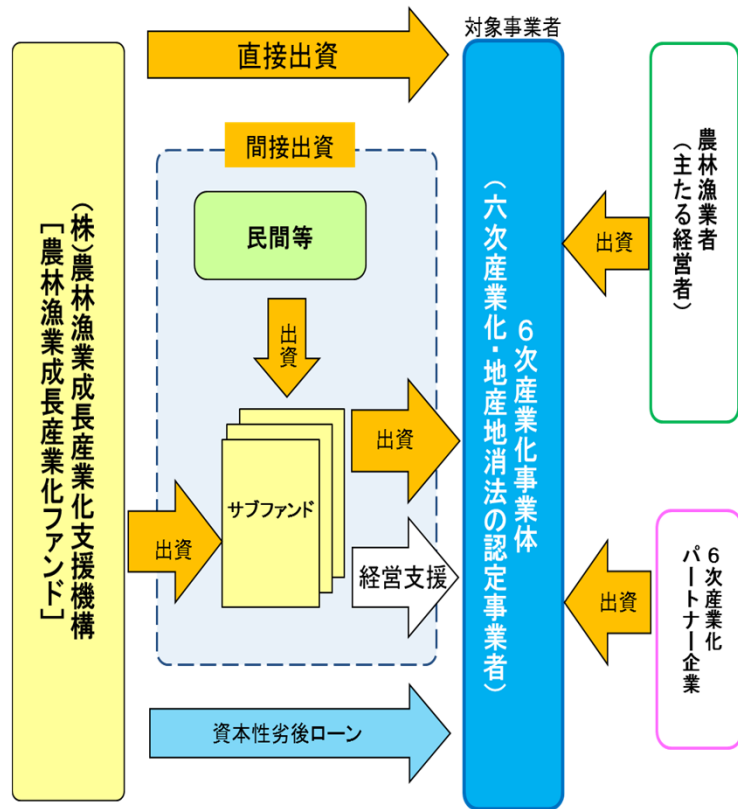 対象事業者
直接出資
(株)農林漁業成長産業化支援機構
［農林漁業成長産業化ファンド］
間接出資
民間等
出資
サブファンド
出資
出資
経営支援
資本性劣後ローン
６次産業化事業体
(六次産業化・地産地消法の認定事業者)
農林漁業者
(主たる経営者)
出資
６次産業化
パートナー企業
出資